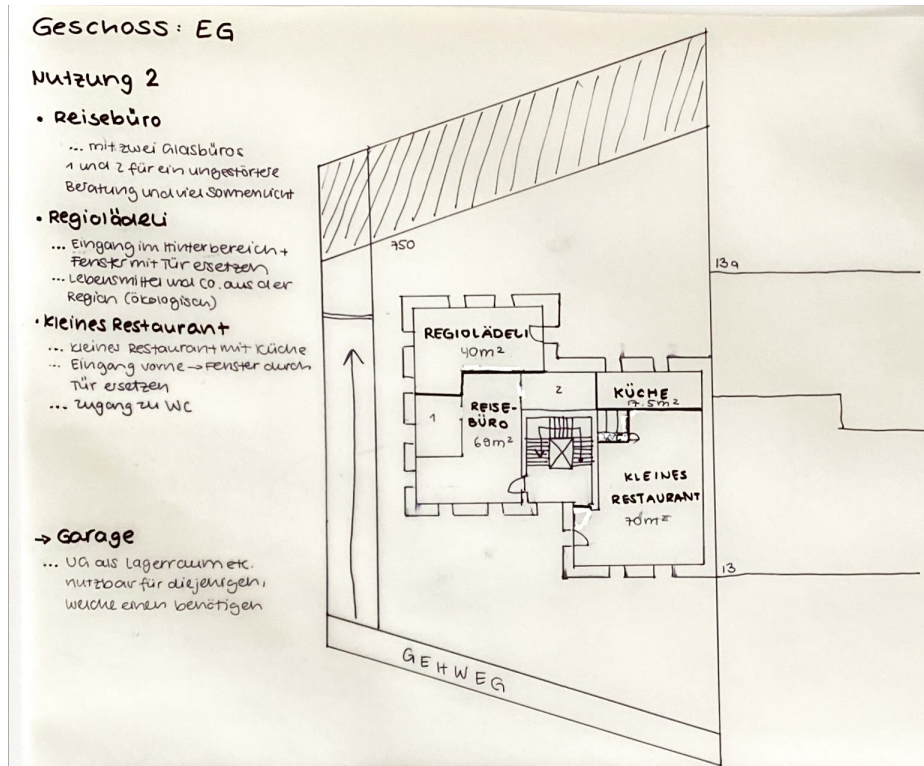 Geschoss: EG
Nutzung 2
• Reisebüro
... mit zwei Glasbüros
1 und 2 für ein ungestörtere
Beratung und viel Sonnenlicht
• Regiolädeli
... Eingang im Hinterbereich +
Fenster mit Tür ersetzen
... Lebensmittel und Co. aus der
Region (ökologisch)
• Kleines Restaurant
... kleines Restaurant mit Küche
... Eingang vorne → Fenster durch
Tür ersetzen
... Zugang zu WC
→ Garage
... UG als Lagerraum etc.
nutzbar für diejenigen,
welche einen benötigen
750
13a
REGIOLÄDELI
40m²
2
KÜCHE
17.5m²
1
REISE-
BÜRO
69m²
WC
KLEINES
RESTAURANT
70m²
13
GEHWEG